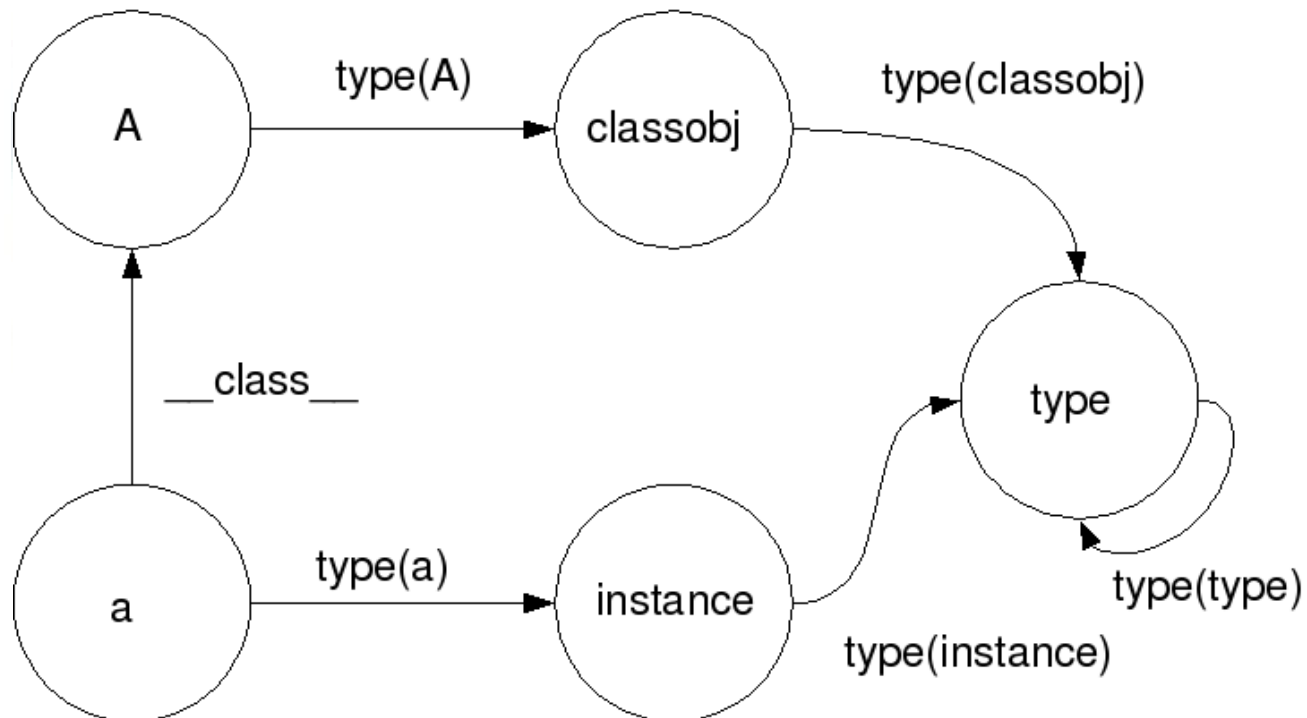 A
type(A)
classobj
type(classobj)
__class__
type
a
type(a)
instance
type(instance)
type(type)